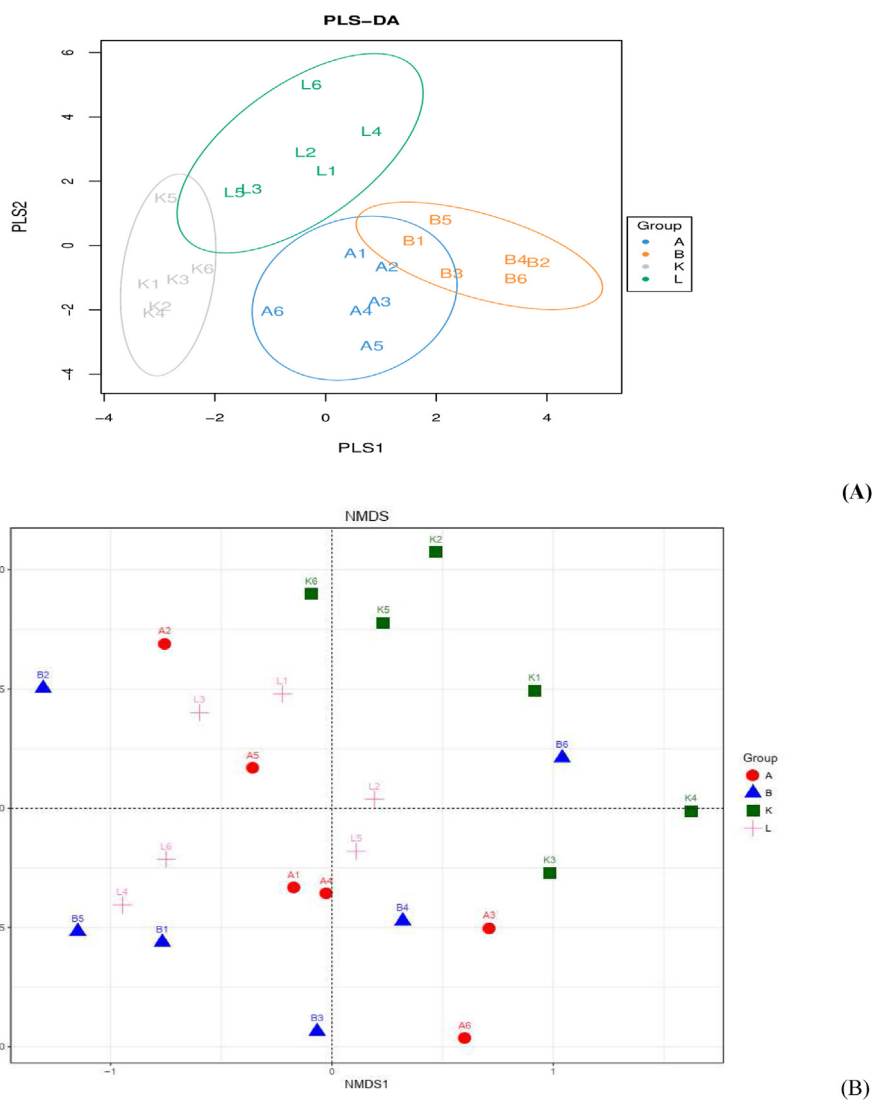 PLS-DA
6
L6
4
L4
L2
L1
2
L5 L3
K5
B5
PLS2
Group
A
B
K
L
0
A1
B1
K6
A2
B4 B2
K1
K3
B3
B6
-2
K2
K4
A6
A3
A4
A5
-4
-4 -2 0 2 4
PLS1
(A)
NMDS
K2
K6
K5
A2
B2
L1
L3
K1
A5
B6
Group
A
B
K
L
L2
K4
L5
L6
K3
A1
A4
L4
B5
B1
B4
A3
B3
A6
-1 0 1
NMDS1
(B)